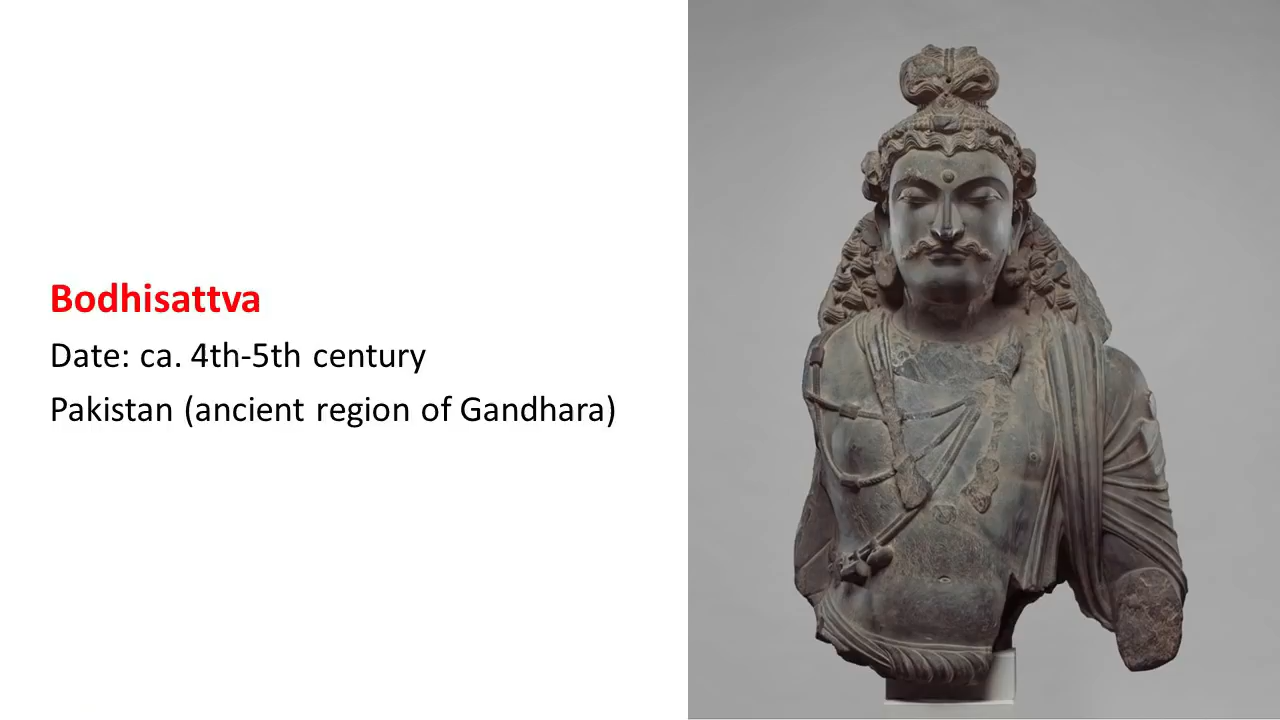 Bodhisattva
Date: ca. 4th-5th century
Pakistan (ancient region of Gandhara)